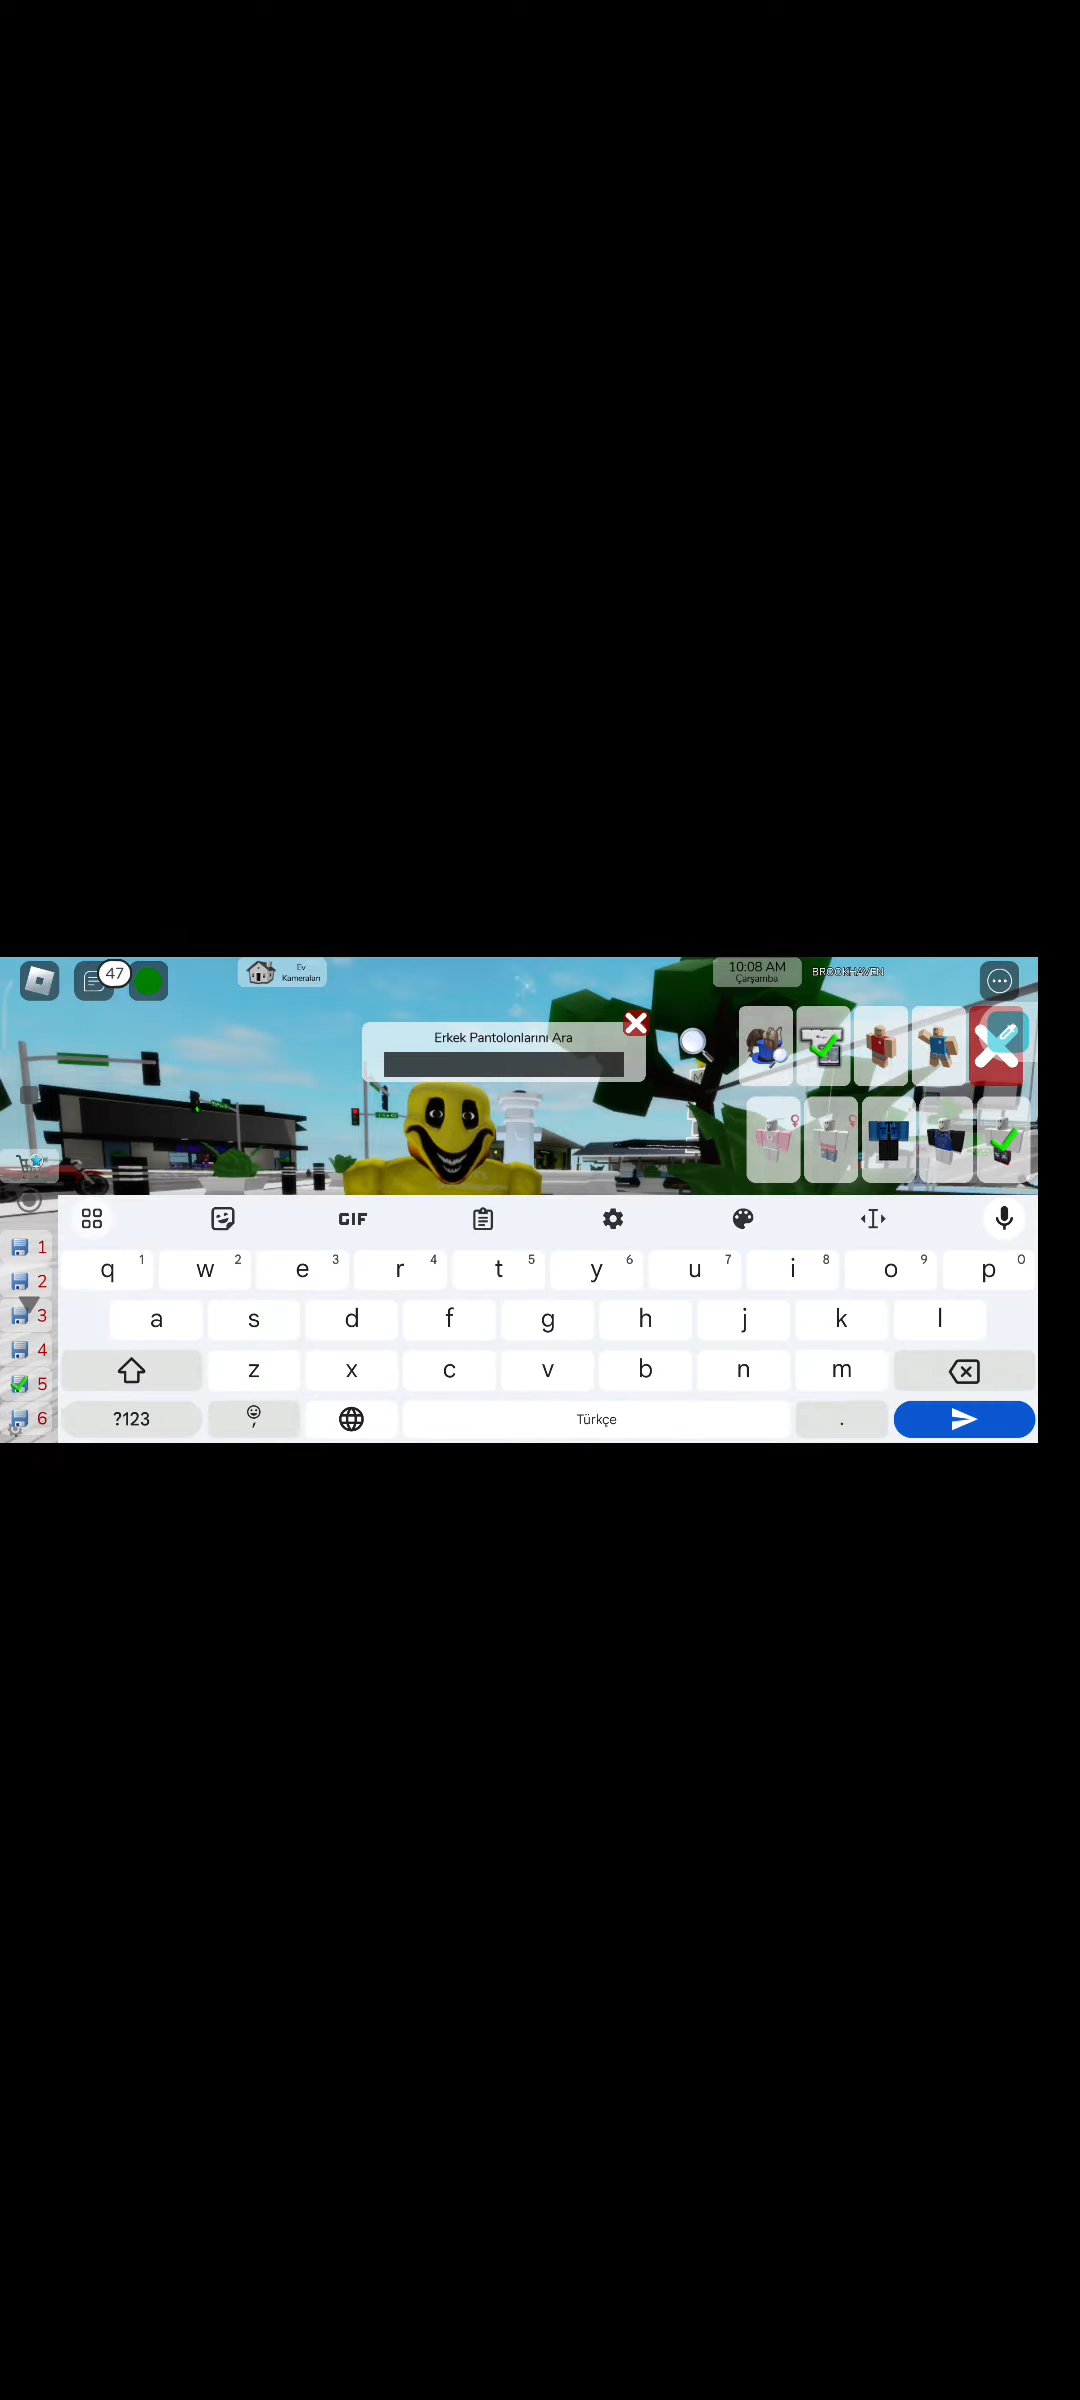 47
Ev
Kameraları
10:08 AM
Çarşamba
BROOKHAVEN
Erkek Pantolonlarını Ara
1
2
3
4
5
6
GIF
q 1 w 2 e 3 r 4 t 5 y 6 u 7 i 8 o 9 p 0
a s d f g h j k l
z x c v b n m
?123 , Türkçe .